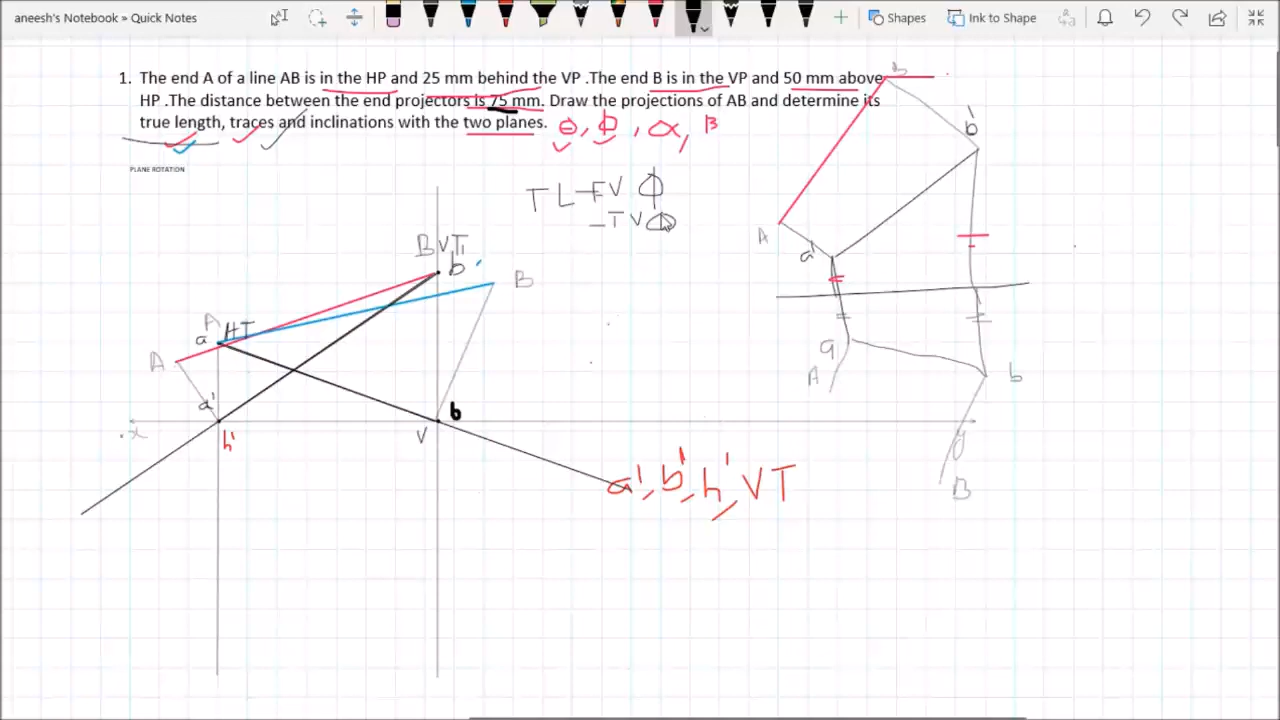 aneesh's Notebook » Quick Notes
Shapes
Ink to Shape
1. The end A of a line AB is in the HP and 25 mm behind the VP .The end B is in the VP and 50 mm above
HP .The distance between the end projectors is 75 mm. Draw the projections of AB and determine its
true length, traces and inclinations with the two planes.
θ, Φ, α, β
PLANE ROTATION
TL-FV Φ
-TV
B VT
b'
B
A
a HT
A
a'
h'
x
V
b
y
a', b', h', VT
B
b'
A
a'
a
A
b
B